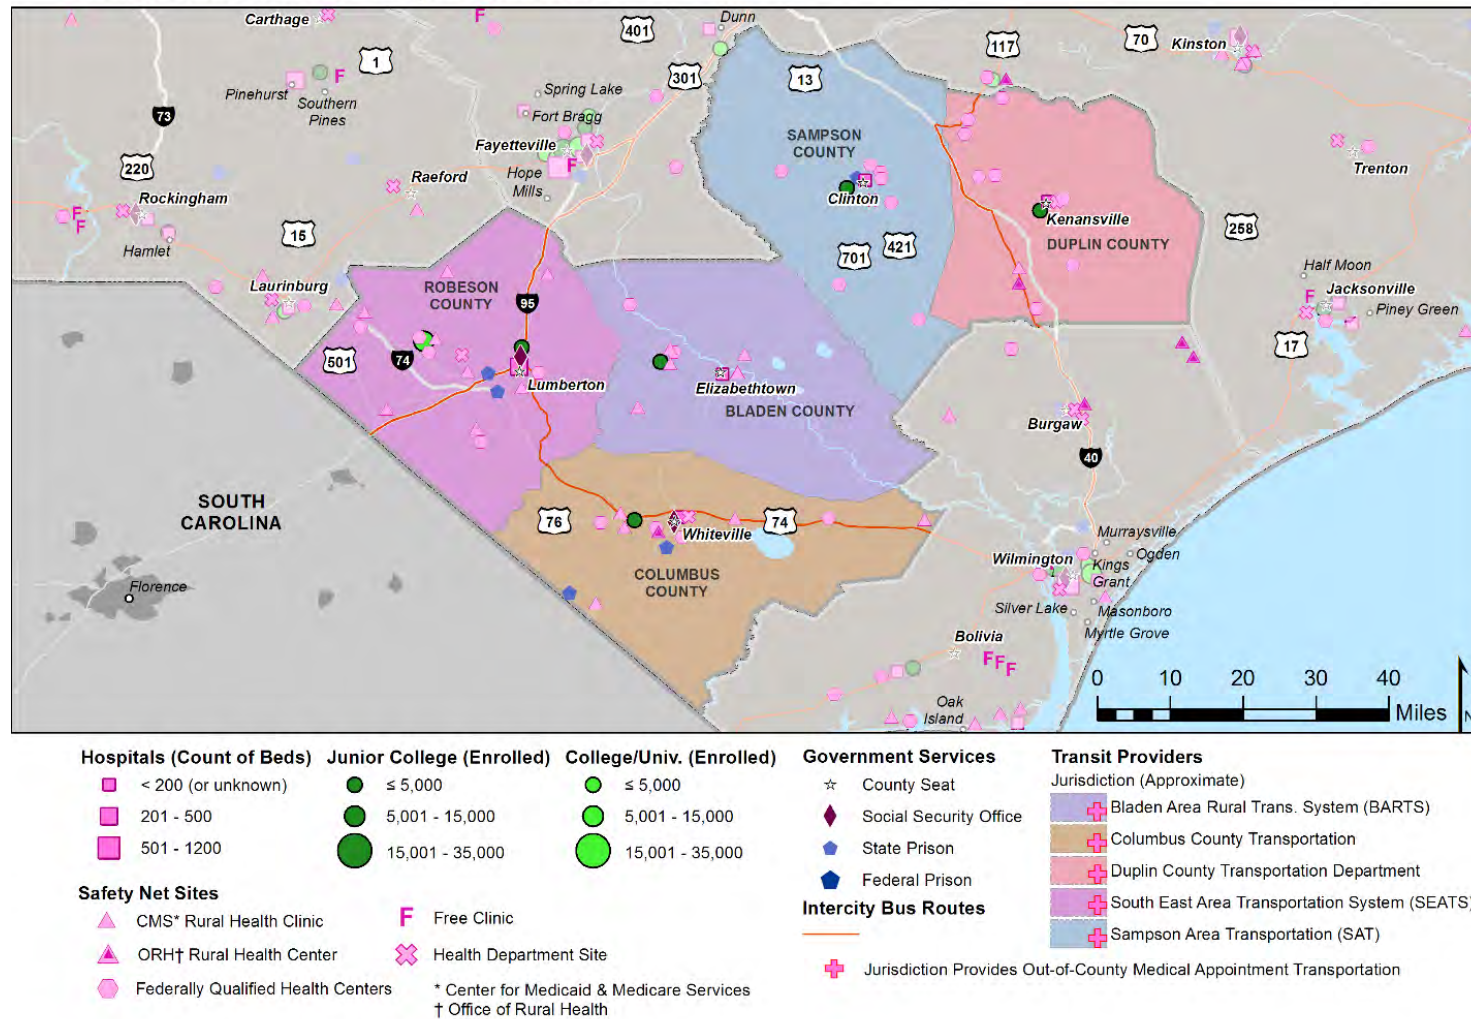 Carthage
F
401
Dunn
1
117
70
Kinston
Pinehurst
F
Southern
Pines
Spring Lake
301
13
73
Fort Bragg
SAMPSON
COUNTY
Fayetteville
F
220
Raeford
Hope
Mills
Clinton
Trenton
Rockingham
F
F
Kenansville
258
15
Hamlet
421
DUPLIN COUNTY
701
Half Moon
Laurinburg
ROBESON
COUNTY
95
Jacksonville
F
Piney Green
501
74
17
Lumberton
Elizabethtown
BLADEN COUNTY
Burgaw
40
SOUTH
CAROLINA
76
74
Whiteville
Murraysville
Wilmington
Ogden
Kings
Grant
COLUMBUS
COUNTY
Florence
Silver Lake
Masonboro
Myrtle Grove
Bolivia
F F F
0 10 20 30 40
Miles
Oak
Island
N
Hospitals (Count of Beds)
< 200 (or unknown)
201 - 500
501 - 1200
Junior College (Enrolled)
≤ 5,000
5,001 - 15,000
15,001 - 35,000
College/Univ. (Enrolled)
≤ 5,000
5,001 - 15,000
15,001 - 35,000
Safety Net Sites
CMS* Rural Health Clinic
ORH† Rural Health Center
Federally Qualified Health Centers
F Free Clinic
Health Department Site
* Center for Medicaid & Medicare Services
† Office of Rural Health
Government Services
County Seat
Social Security Office
State Prison
Federal Prison
Intercity Bus Routes
Transit Providers
Jurisdiction (Approximate)
Bladen Area Rural Trans. System (BARTS)
Columbus County Transportation
Duplin County Transportation Department
South East Area Transportation System (SEATS)
Sampson Area Transportation (SAT)
Jurisdiction Provides Out-of-County Medical Appointment Transportation